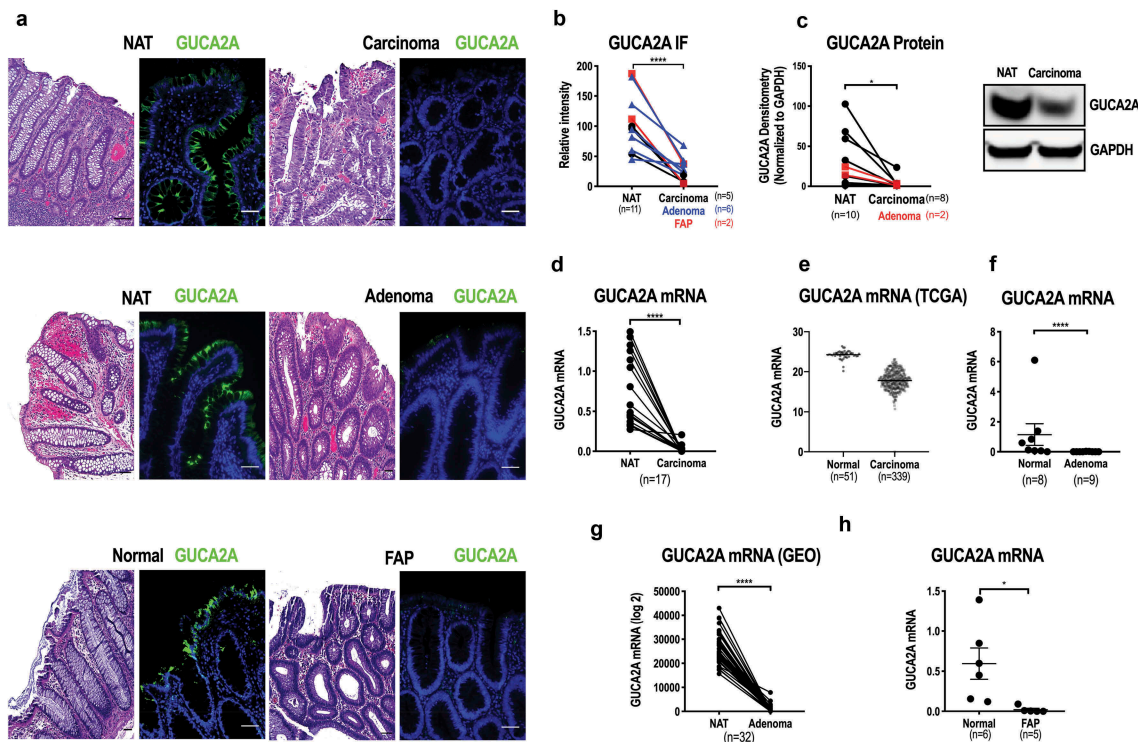 a
NAT GUCA2A Carcinoma GUCA2A
NAT GUCA2A Adenoma GUCA2A
Normal GUCA2A FAP GUCA2A
b
GUCA2A IF
****
Relative intensity
200
150
100
50
0
NAT Carcinoma (n=5)
(n=11) Adenoma (n=6)
FAP (n=2)
c
GUCA2A Protein
*
GUCA2A Densitometry
(Normalized to GAPDH)
150
100
50
0
NAT Carcinoma (n=8)
(n=10) Adenoma (n=2)
NAT Carcinoma
GUCA2A
GAPDH
d
GUCA2A mRNA
****
GUCA2A mRNA
1.5
1.0
0.5
0.0
NAT Carcinoma
(n=17)
e
GUCA2A mRNA (TCGA)
GUCA2A mRNA
30
20
10
0
Normal Carcinoma
(n=51) (n=339)
f
GUCA2A mRNA
****
GUCA2A mRNA
8
6
4
2
0
Normal Adenoma
(n=8) (n=9)
g
GUCA2A mRNA (GEO)
****
GUCA2A mRNA (log 2)
50000
40000
30000
20000
10000
0
NAT Adenoma
(n=32)
h
GUCA2A mRNA
*
GUCA2A mRNA
1.5
1.0
0.5
0.0
Normal FAP
(n=6) (n=5)